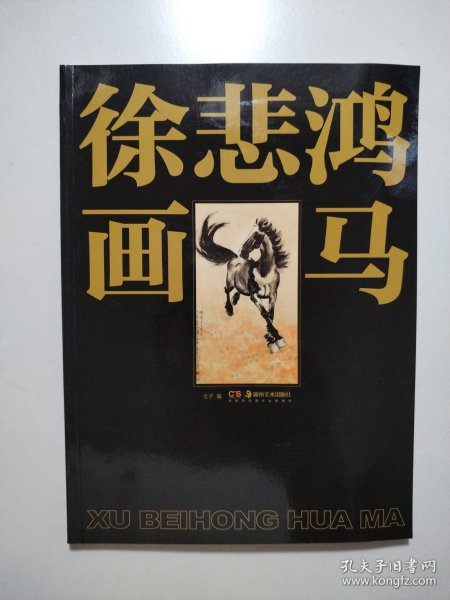 徐悲鸿
画马
编
湖南美术出版社
XU BEIHONG HUA MA
孔夫子旧书网
www.kongfz.com